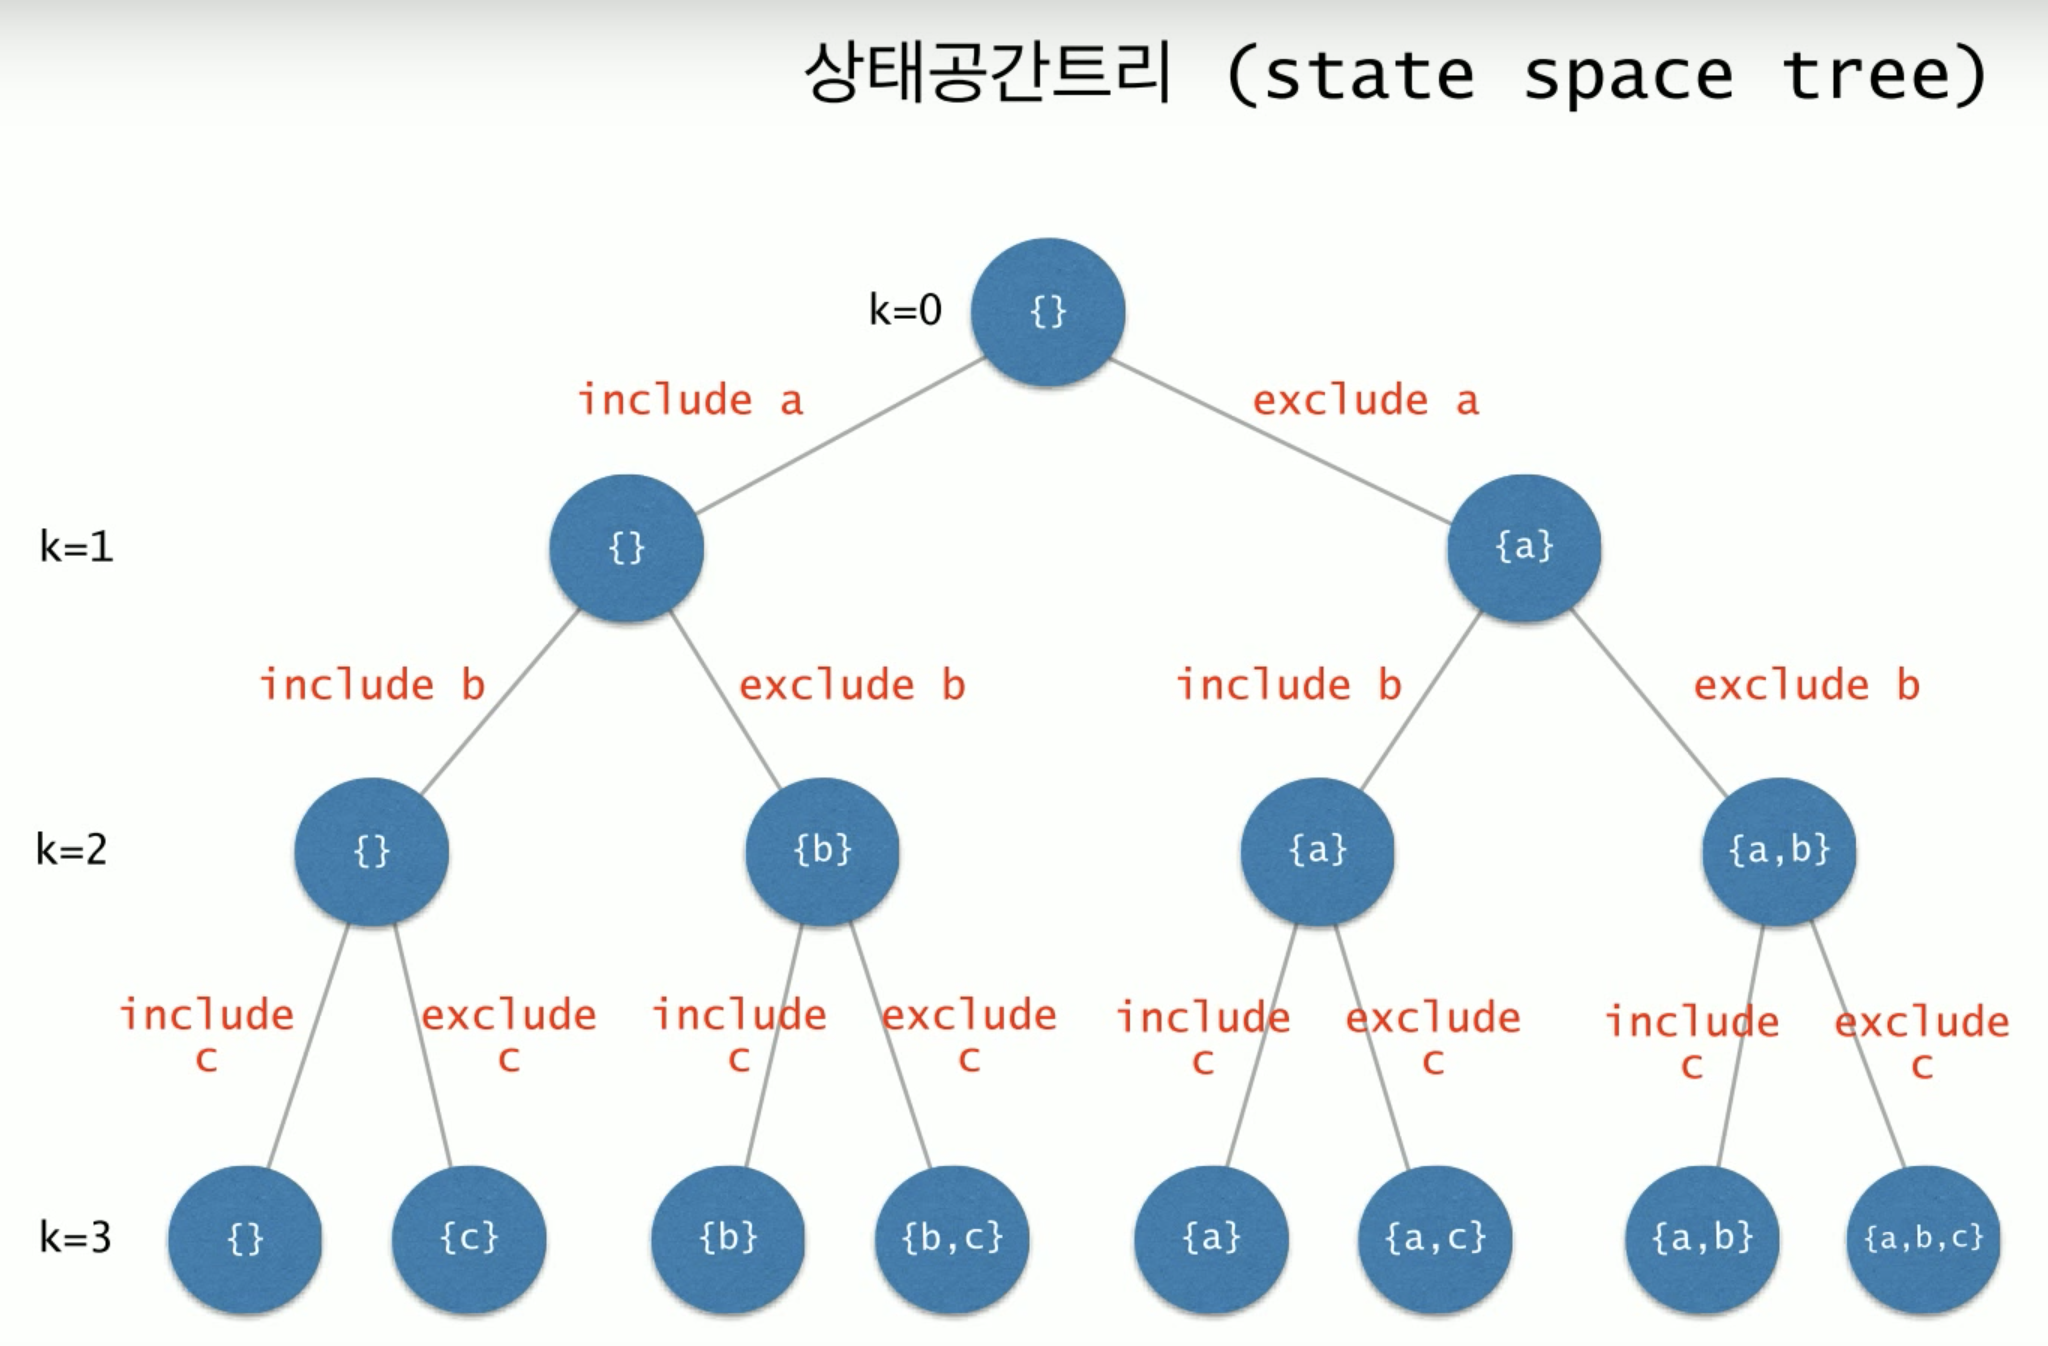 상태공간트리 (state space tree)
k=0
{}
include a
exclude a
k=1
{}
{a}
include b
exclude b
include b
exclude b
k=2
{}
{b}
{a}
{a,b}
include
c
exclude
c
include
c
exclude
c
include
c
exclude
c
include
c
exclude
c
k=3
{}
{c}
{b}
{b,c}
{a}
{a,c}
{a,b}
{a,b,c}